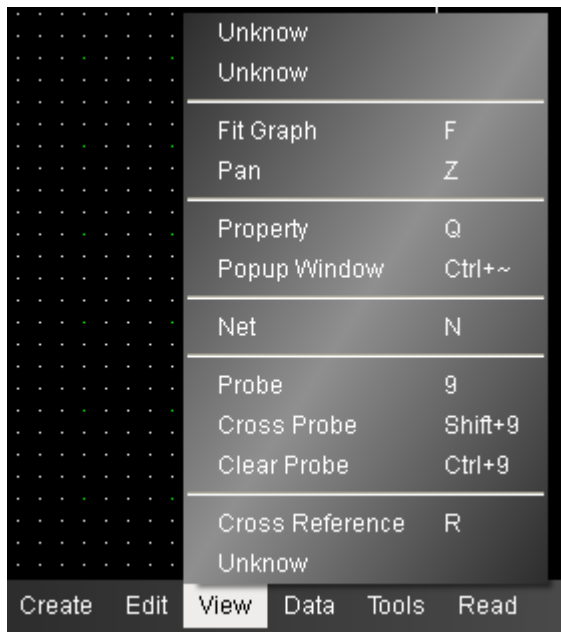 Unknow
Unknow
Fit Graph F
Pan Z
Property Q
Popup Window Ctrl+~
Net N
Probe 9
Cross Probe Shift+9
Clear Probe Ctrl+9
Cross Reference R
Unknow
Create Edit View Data Tools Read